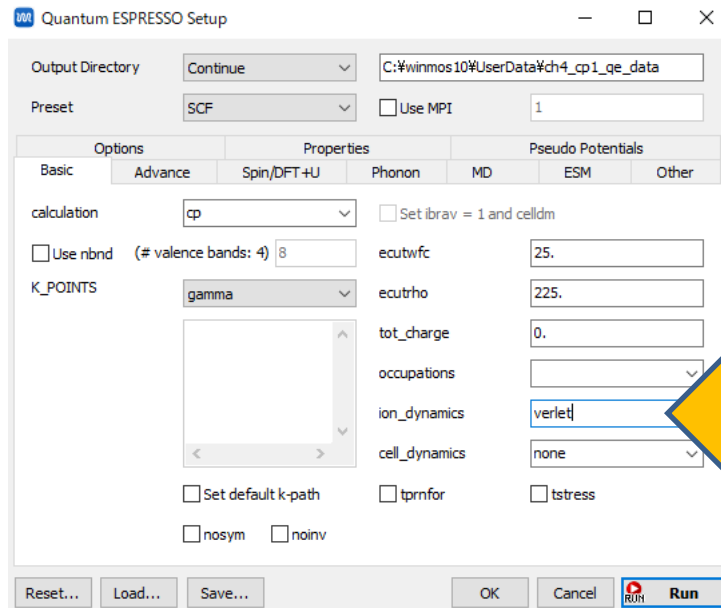 Quantum ESPRESSO Setup
Output Directory Continue C:¥winmos10¥UserData¥ch4_cp1_qe_data
Preset SCF Use MPI 1
Options Properties Pseudo Potentials
Basic Advance Spin/DFT+U Phonon MD ESM Other
calculation cp Set ibrav = 1 and celldm
Use nbnd (# valence bands: 4) 8 ecutwfc 25.
K_POINTS gamma ecutrho 225.
tot_charge 0.
occupations
ion_dynamics verlet
cell_dynamics none
Set default k-path tprnfor tstress
nosym noinv
Reset... Load... Save... OK Cancel RUN Run